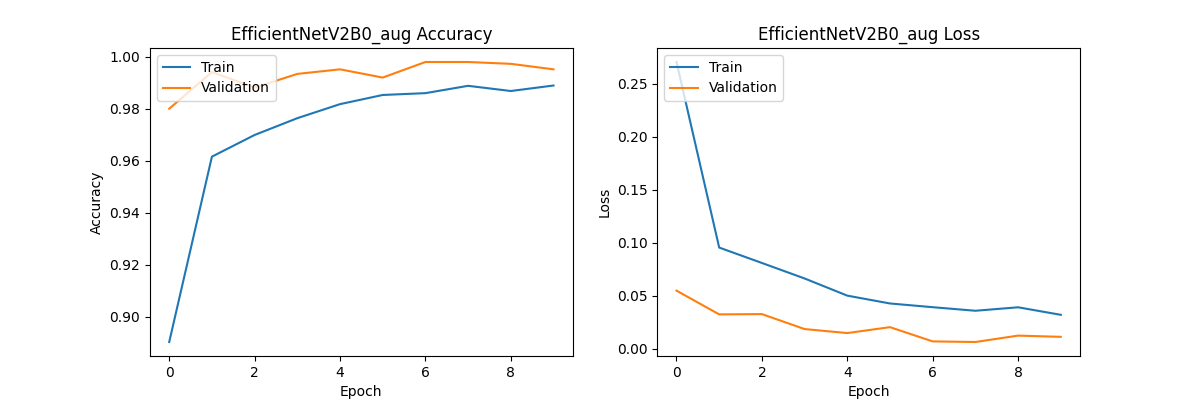 EfficientNetV2B0_aug Accuracy
Train
Validation
1.00
0.98
0.96
0.94
0.92
0.90
Accuracy
0 2 4 6 8
Epoch
EfficientNetV2B0_aug Loss
Train
Validation
0.25
0.20
0.15
0.10
0.05
0.00
Loss
0 2 4 6 8
Epoch